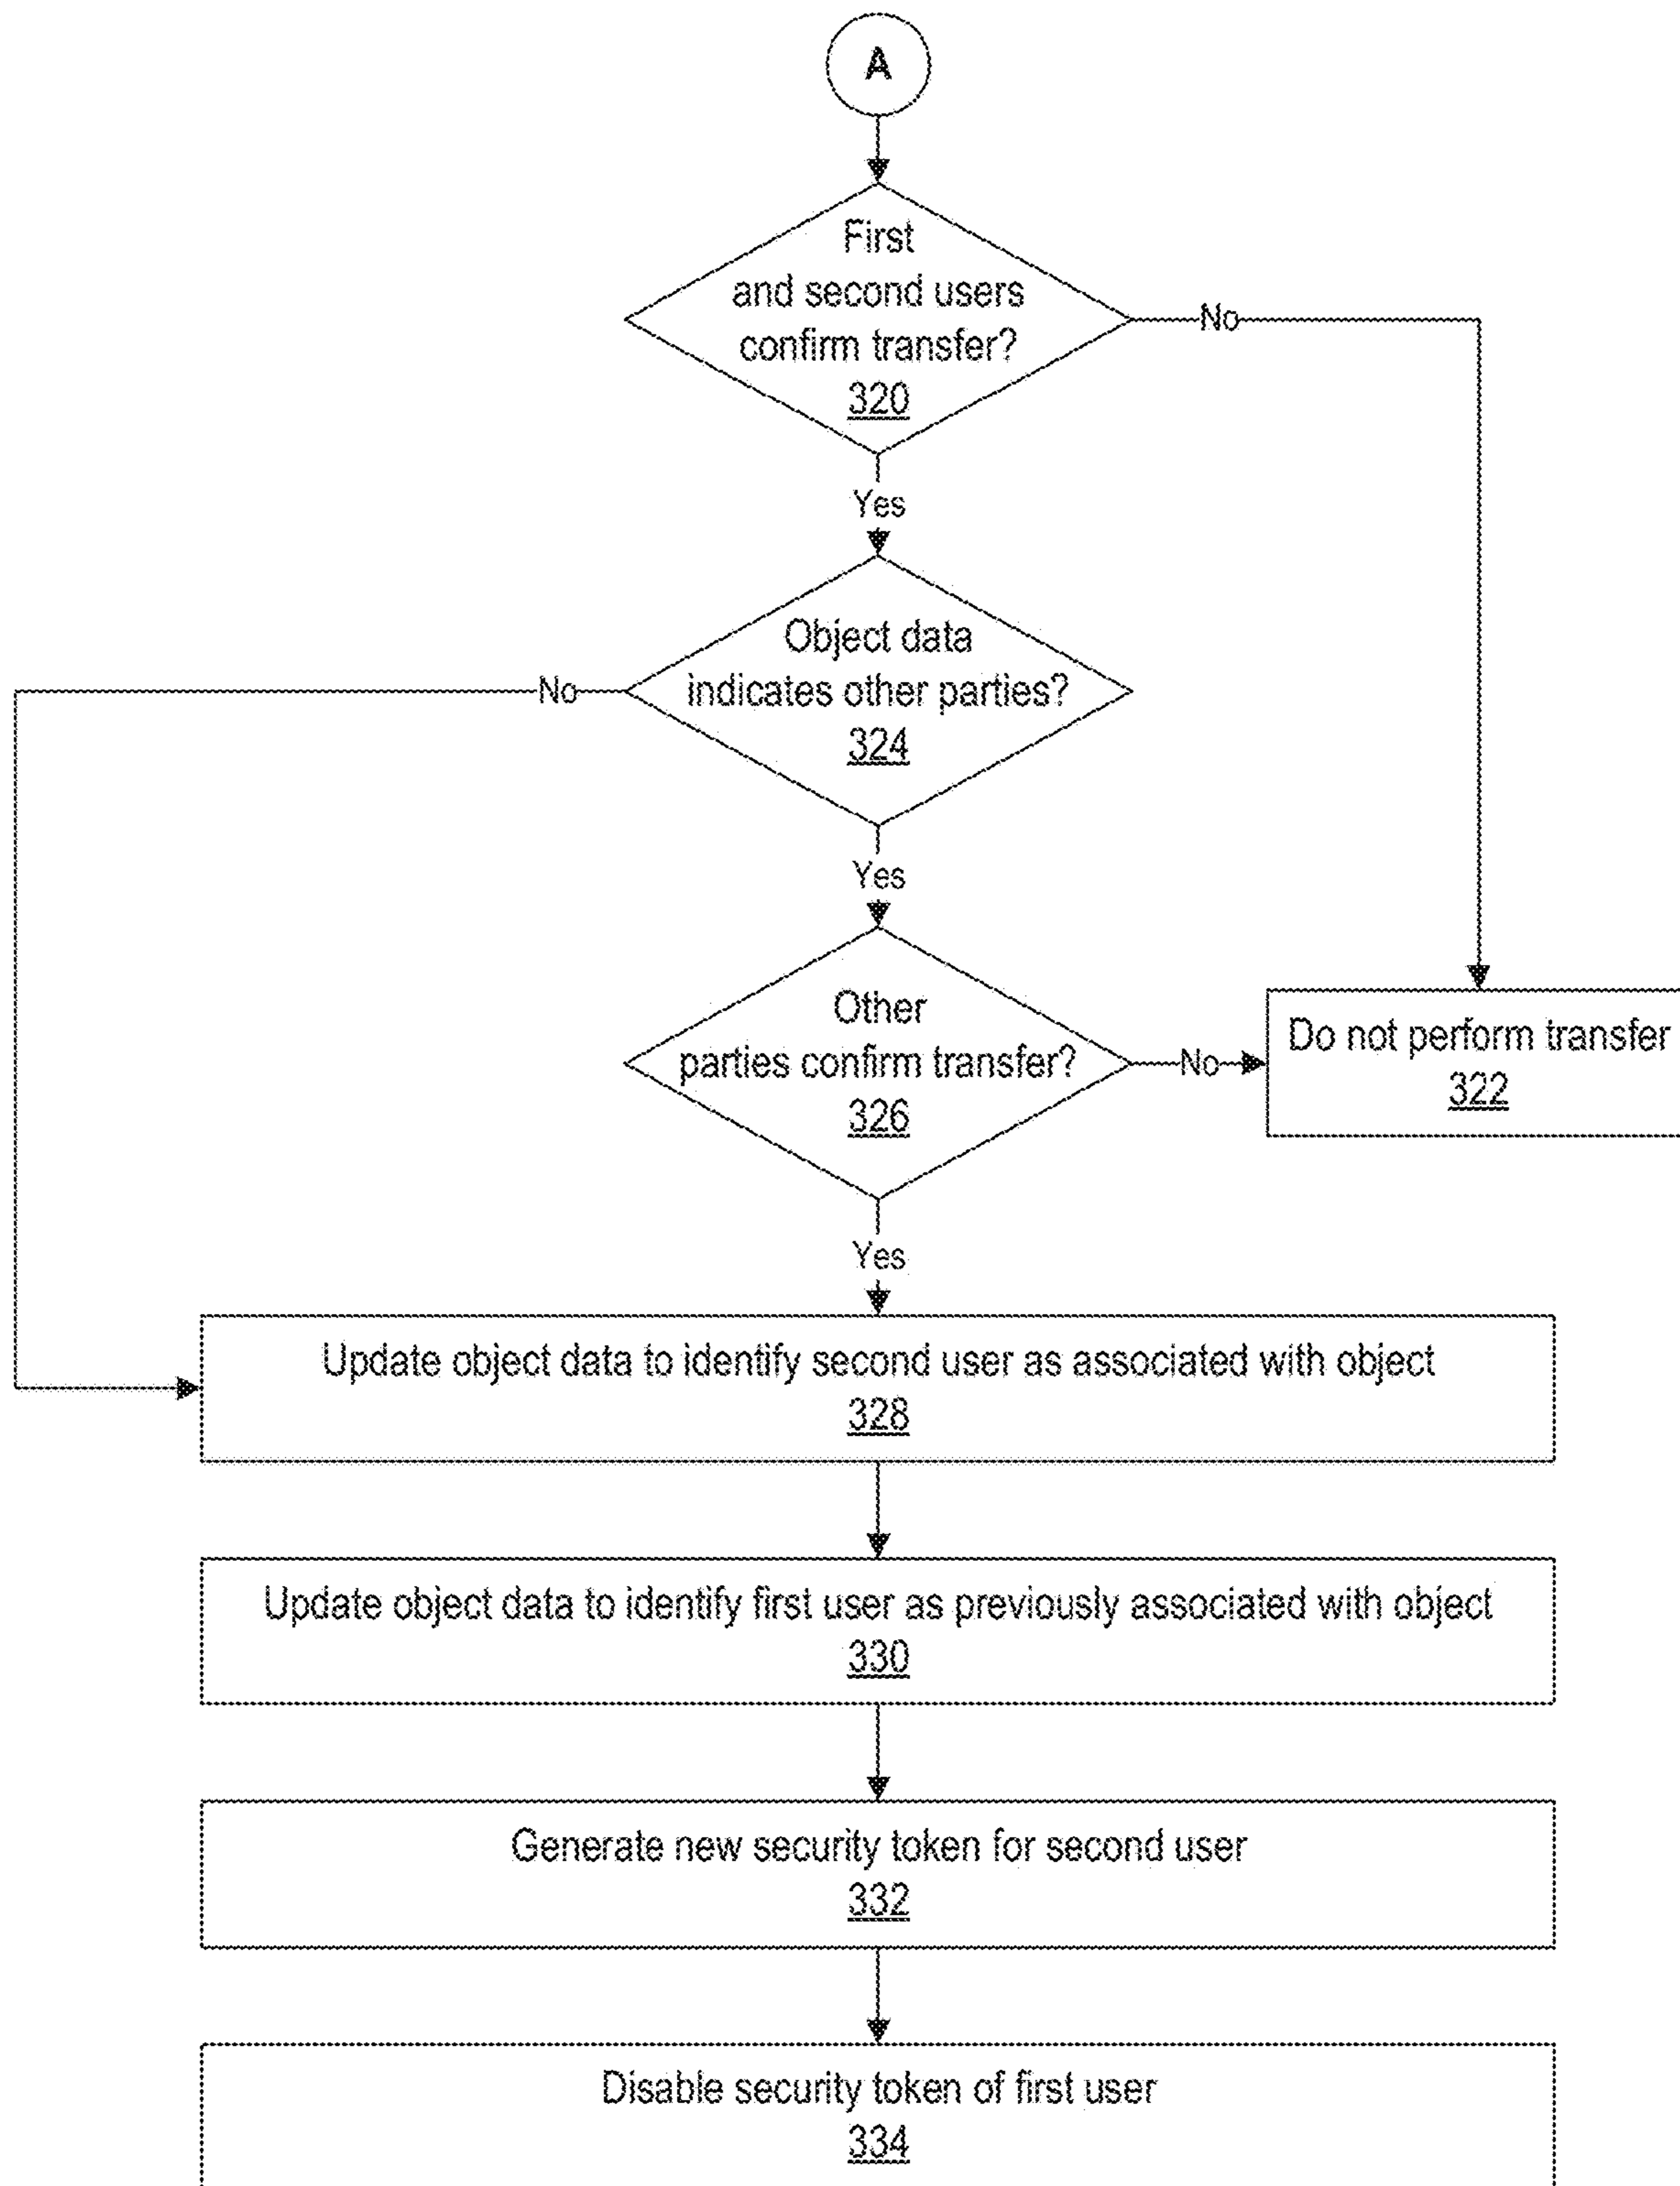 A
First
and second users
confirm transfer?
320
No
Yes
Object data
indicates other parties?
324
No
Yes
Other
parties confirm transfer?
326
No
Do not perform transfer
322
Yes
Update object data to identify second user as associated with object
328
Update object data to identify first user as previously associated with object
330
Generate new security token for second user
332
Disable security token of first user
334